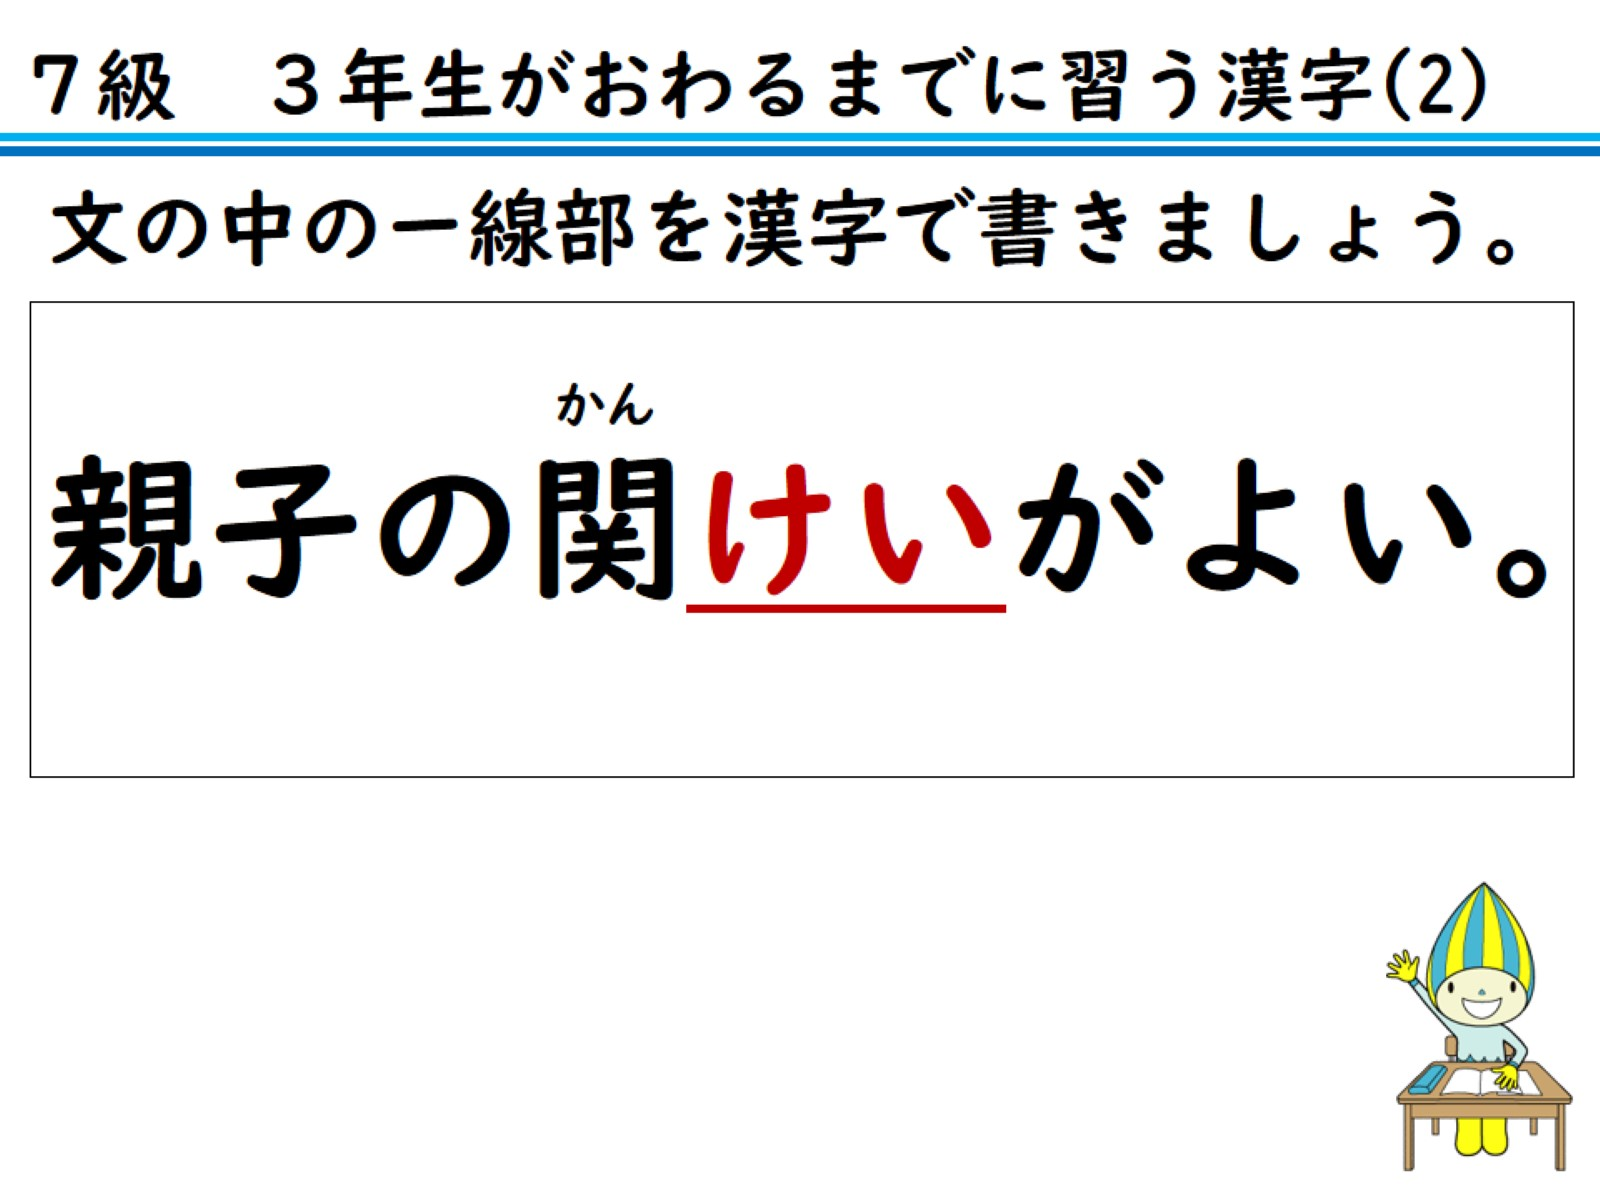 ７級　３年生がおわるまでに習う漢字(2)
文の中の一線部を漢字で書きましょう。
かん
親子の関けいがよい。